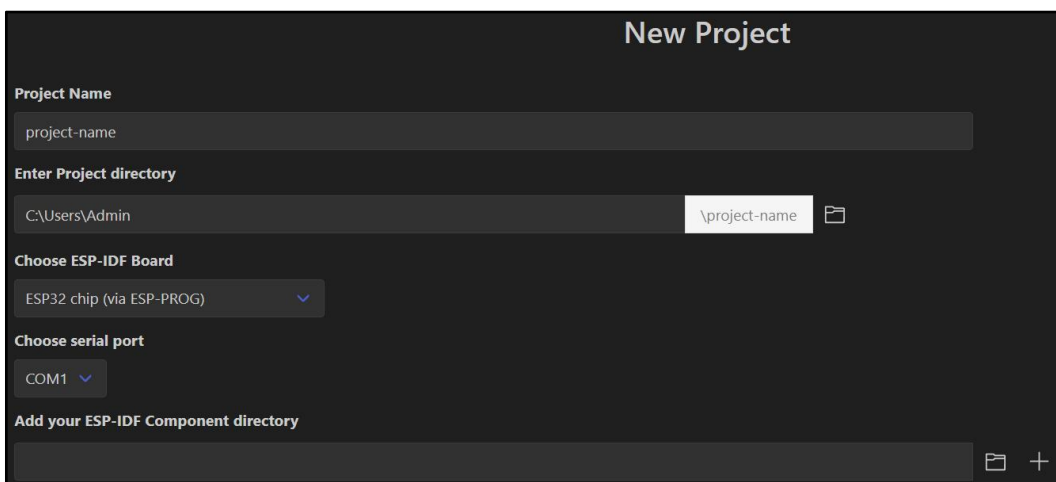 New Project
Project Name
project-name
Enter Project directory
C:\Users\Admin \project-name
Choose ESP-IDF Board
ESP32 chip (via ESP-PROG)
Choose serial port
COM1
Add your ESP-IDF Component directory